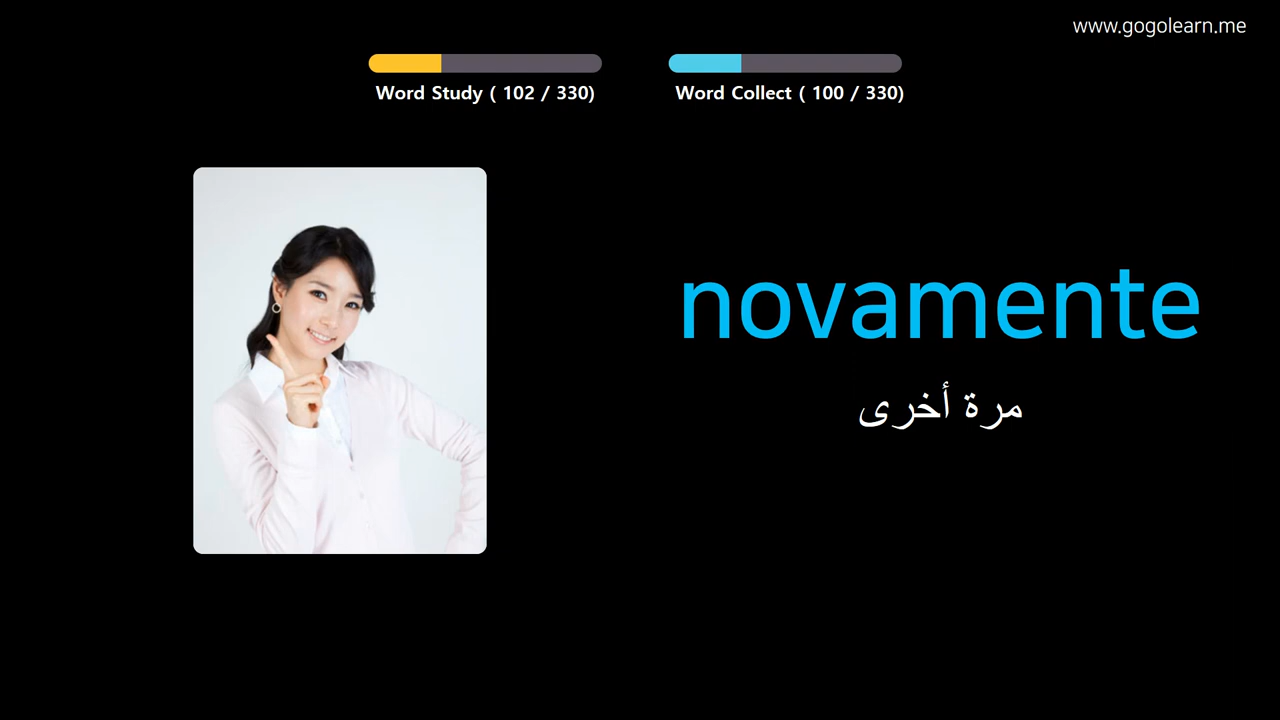 www.gogolearn.me
Word Study ( 102 / 330)
Word Collect ( 100 / 330)
novamente
مرة أخرى